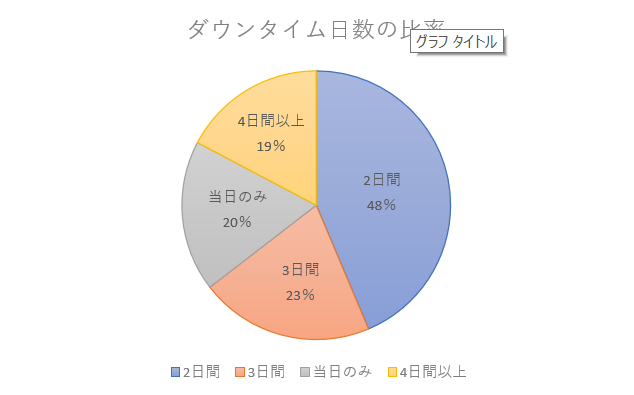 ダウンタイム日数の比率
グラフ タイトル
4日間以上
19%
2日間
48%
当日のみ
20%
3日間
23%
2日間 3日間 当日のみ 4日間以上